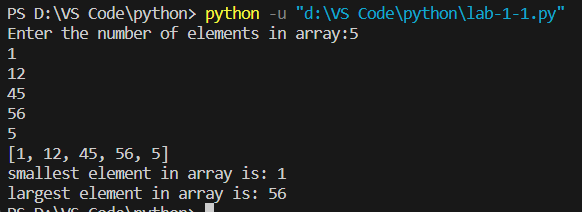 PS D:\VS Code\python> python -u "d:\VS Code\python\lab-1-1.py"
Enter the number of elements in array:5
1
12
45
56
5
[1, 12, 45, 56, 5]
smallest element in array is: 1
largest element in array is: 56
PS D:\VS Code\python>